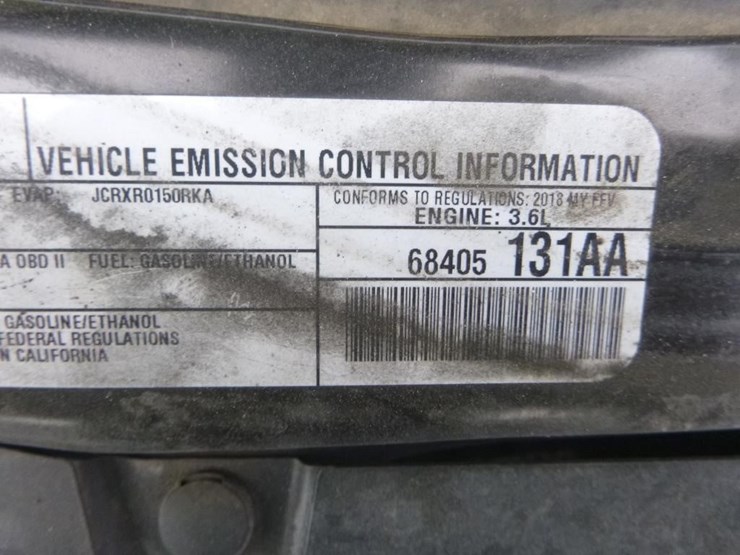 VEHICLE EMISSION CONTROL INFORMATION
EVAP: JCRXR0150RKA
CONFORMS TO REGULATIONS: 2018 MY FFV
ENGINE: 3.6L
A OBD II FUEL: GASOLINE/ETHANOL
68405 131AA
GASOLINE/ETHANOL
FEDERAL REGULATIONS
N CALIFORNIA